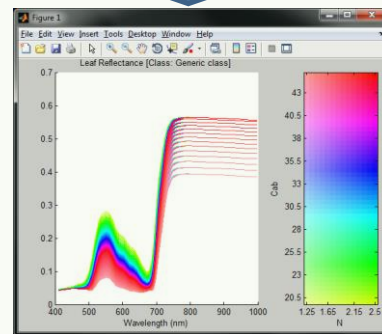 Figure 1
File Edit View Insert Tools Desktop Window Help
Leaf Reflectance [Class: Generic class]
0.7
0.6
0.5
0.4
0.3
0.2
0.1
0
400 500 600 700 800 900 1000
Wavelength (nm)
43
40.5
38
35.5
33
30.5
28
25.5
23
20.5
Cab
1.25 1.65 2.15 2.5
N